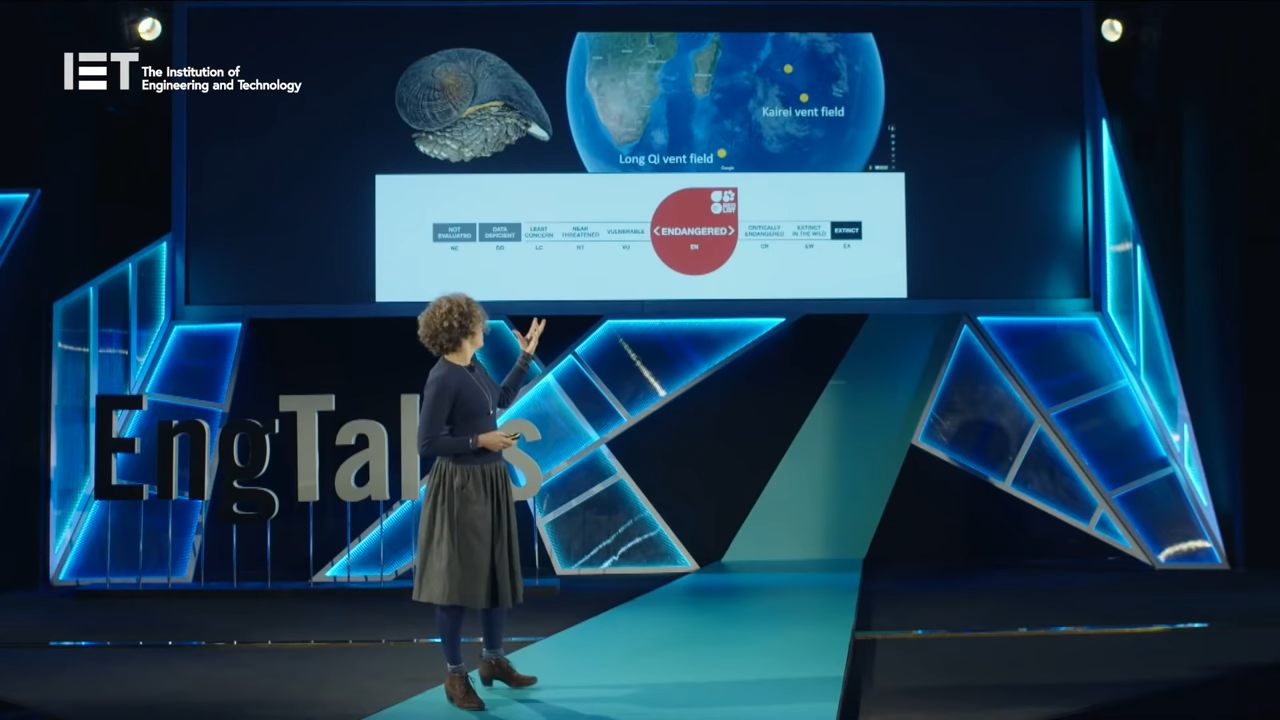 IET The Institution of
Engineering and Technology
Kairei vent field
Long Qi vent field
Google
NOT
EVALUATED
DATA
DEFICIENT
LEAST
CONCERN
NEAR
THREATENED
VULNERABLE
<ENDANGERED>
CRITICALLY
ENDANGERED
EXTINCT
IN THE WILD
EXTINCT
NE
DD
LC
NT
VU
EN
CR
EW
EX
EngTal s